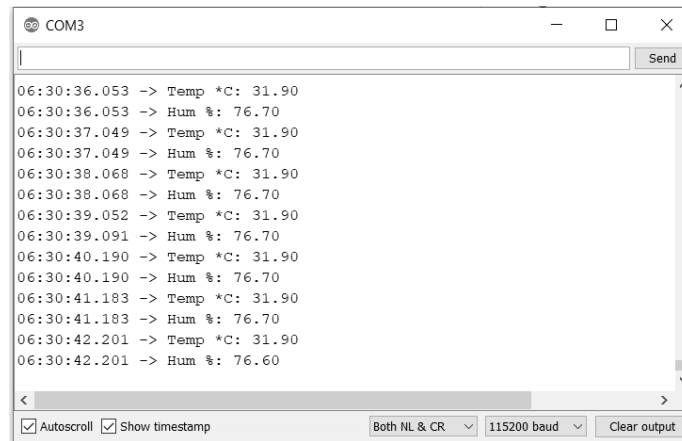 COM3
Send
06:30:36.053 -> Temp *C: 31.90
06:30:36.053 -> Hum %: 76.70
06:30:37.049 -> Temp *C: 31.90
06:30:37.049 -> Hum %: 76.70
06:30:38.068 -> Temp *C: 31.90
06:30:38.068 -> Hum %: 76.70
06:30:39.052 -> Temp *C: 31.90
06:30:39.091 -> Hum %: 76.70
06:30:40.190 -> Temp *C: 31.90
06:30:40.190 -> Hum %: 76.70
06:30:41.183 -> Temp *C: 31.90
06:30:41.183 -> Hum %: 76.70
06:30:42.201 -> Temp *C: 31.90
06:30:42.201 -> Hum %: 76.60
Autoscroll Show timestamp Both NL & CR 115200 baud Clear output